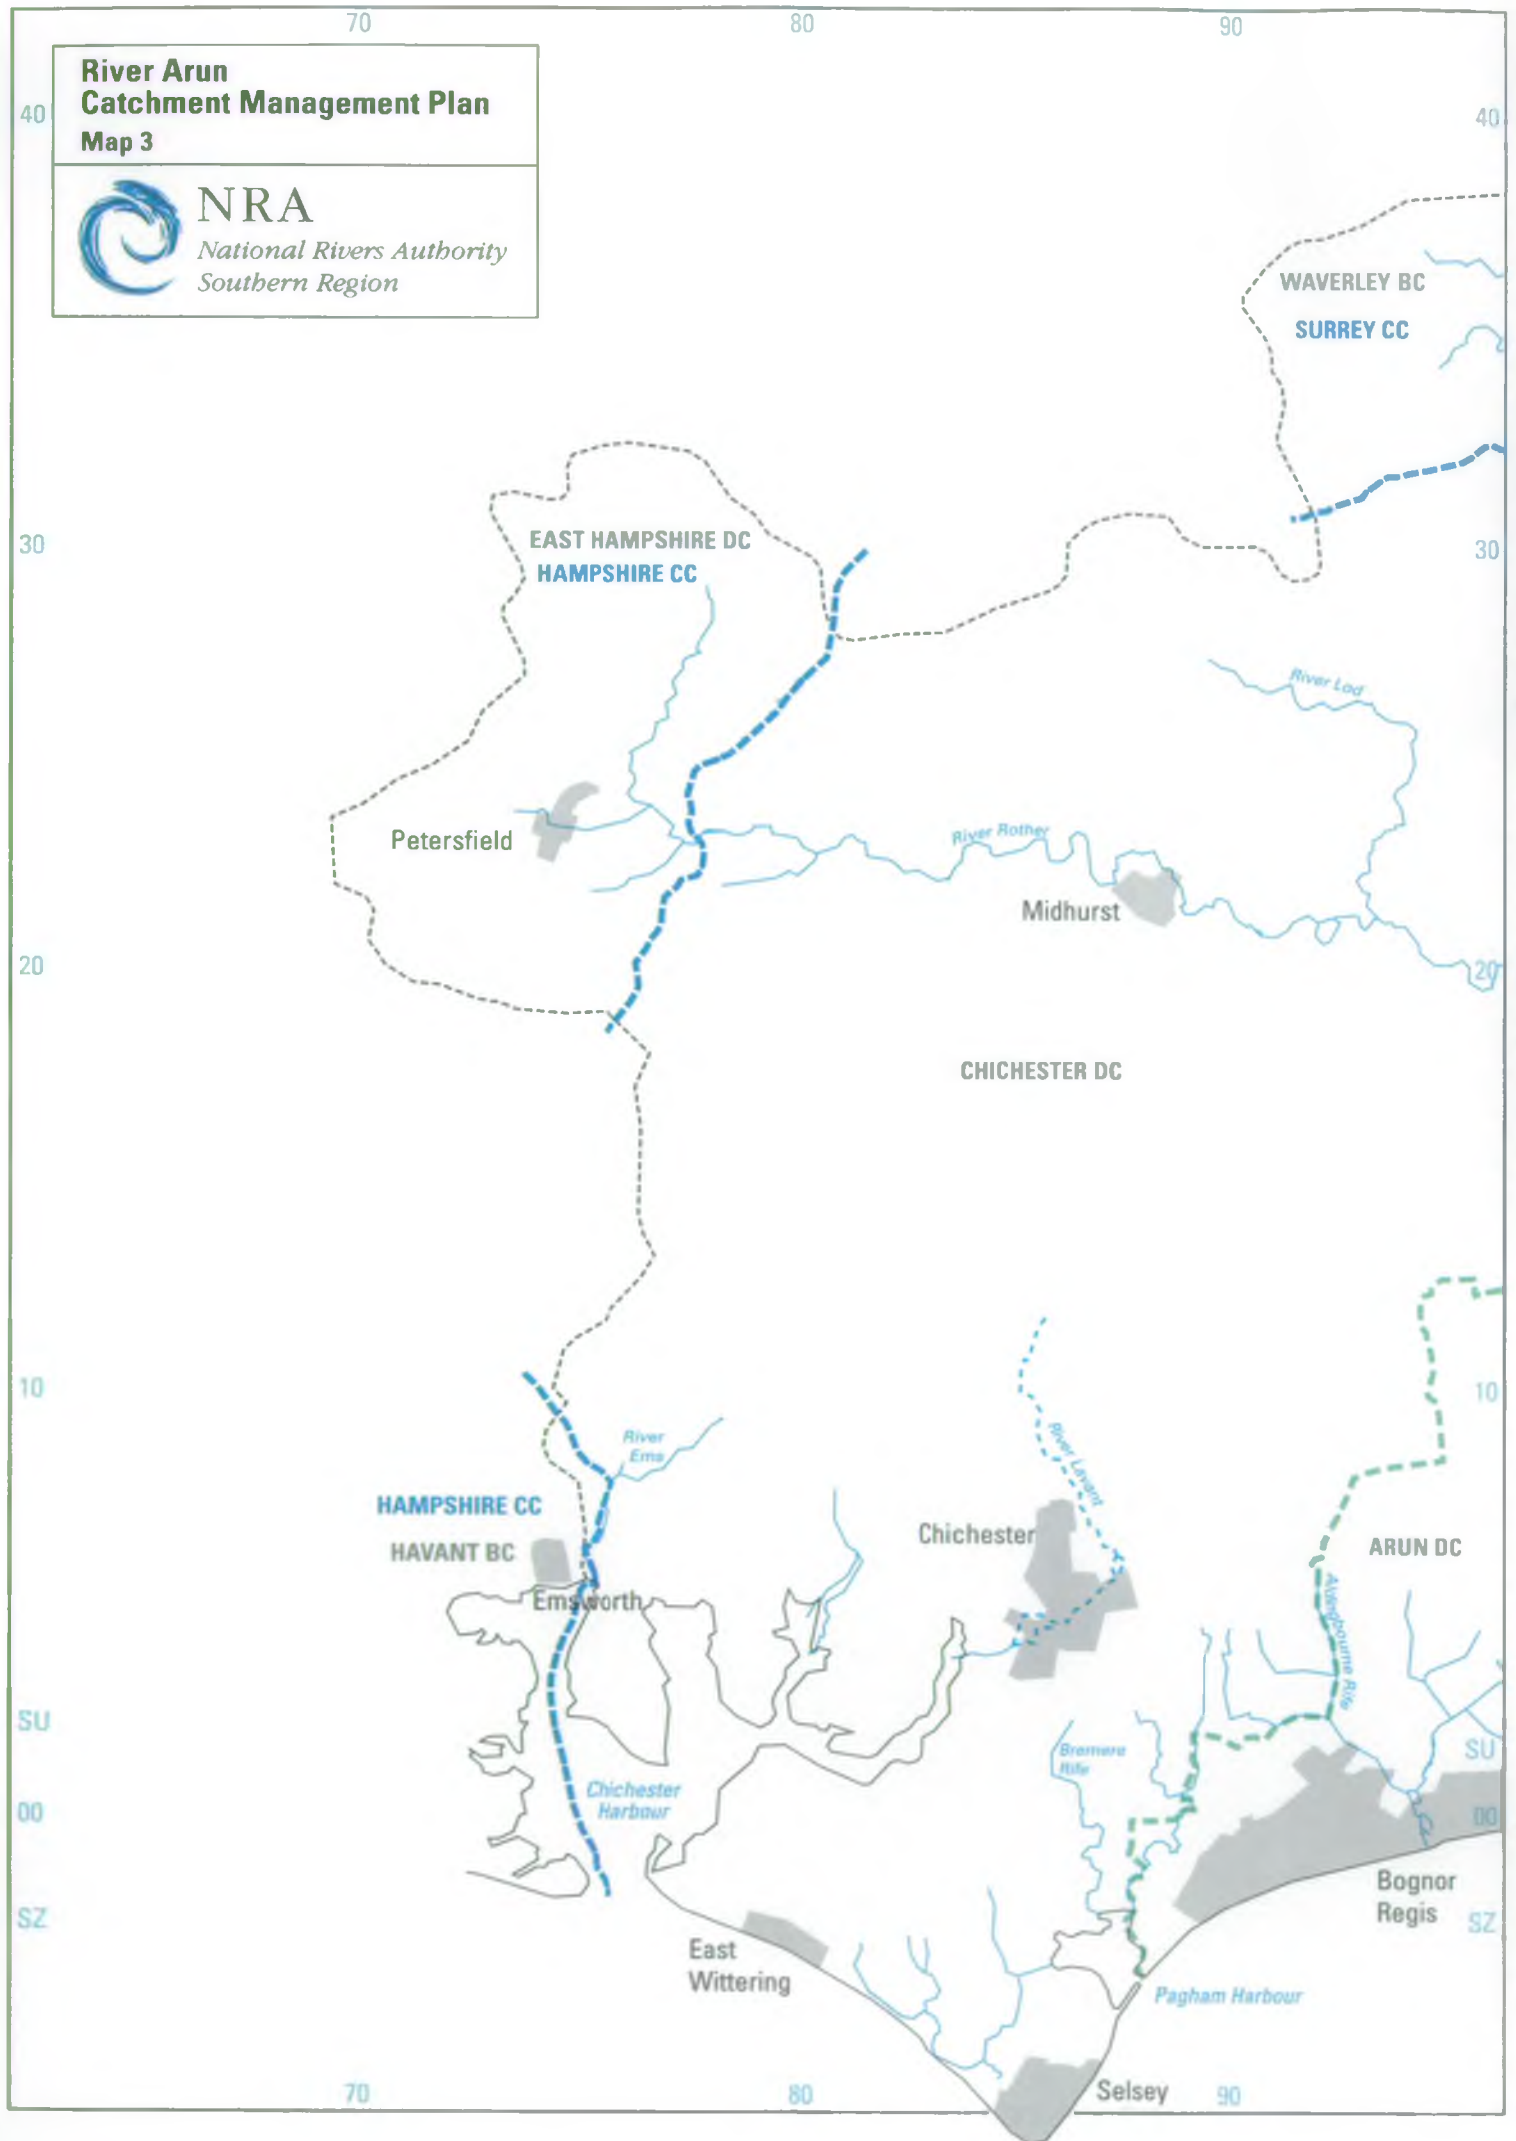 70
80
90
River Arun
Catchment Management Plan
Map 3
40
40
NRA
National Rivers Authority
Southern Region
WAVERLEY BC
SURREY CC
30
EAST HAMPSHIRE DC
30
HAMPSHIRE CC
River Lod
Petersfield
River Rother
Midhurst
20
20
CHICHESTER DC
10
10
River
Ems
River Lavant
HAMPSHIRE CC
HAVANT BC
Chichester
ARUN DC
Emsworth
Aldingbourne Rife
SU
Bremere
Rife
SU
Chichester
Harbour
00
00
Bognor
Regis
SZ
SZ
East
Wittering
Pagham Harbour
Selsey
70
80
90